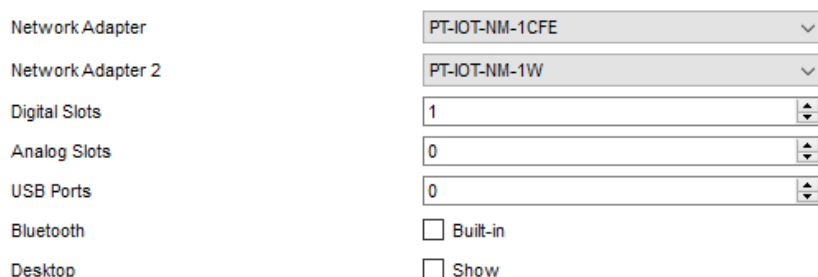 Network Adapter PT-IOT-NM-1CFE
Network Adapter 2 PT-IOT-NM-1W
Digital Slots 1
Analog Slots 0
USB Ports 0
Bluetooth Built-in
Desktop Show